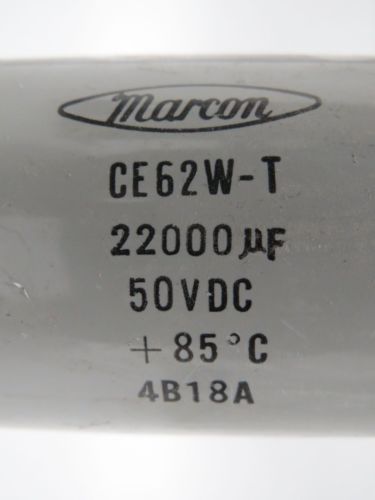 Marcon
CE62W-T
22000μF
50VDC
+85°C
4B18A